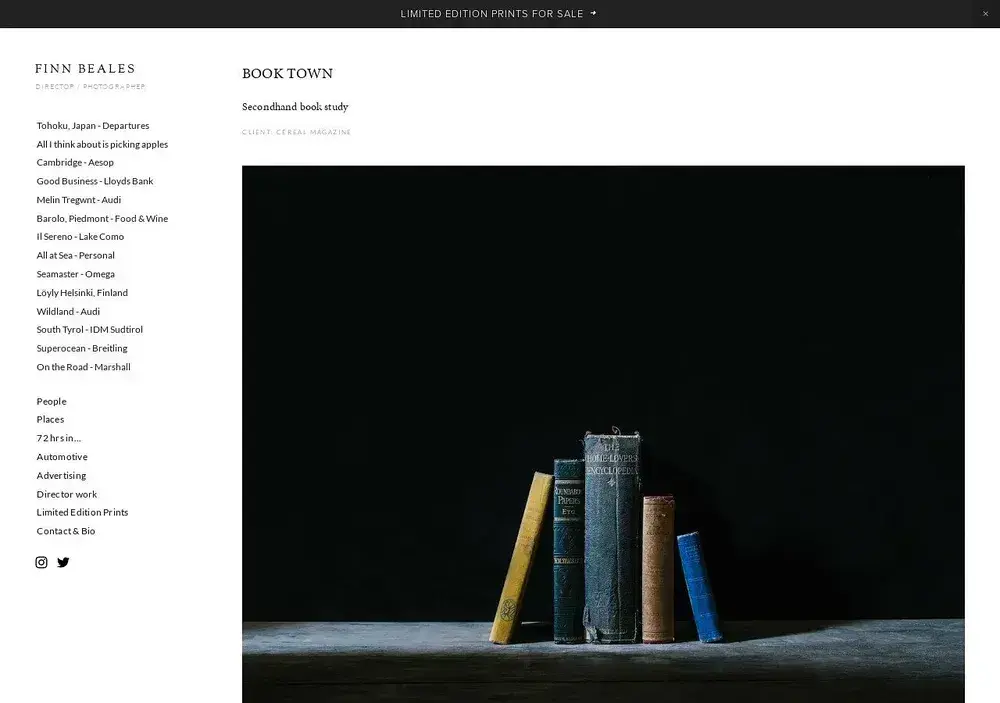 LIMITED EDITION PRINTS FOR SALE →
×
FINN BEALES
DIRECTOR / PHOTOGRAPHER
Tohoku, Japan - Departures
All I think about is picking apples
Cambridge - Aesop
Good Business - Lloyds Bank
Melin Tregwnt - Audi
Barolo, Piedmont - Food & Wine
Il Sereno - Lake Como
All at Sea - Personal
Seamaster - Omega
Löyly Helsinki, Finland
Wildland - Audi
South Tyrol - IDM Sudtirol
Superocean - Breitling
On the Road - Marshall
People
Places
72 hrs in...
Automotive
Advertising
Director work
Limited Edition Prints
Contact & Bio
BOOK TOWN
Secondhand book study
CLIENT: CEREAL MAGAZINE
THE
HOME-LOVERS
ENCYCLOPEDIA
ROUNDABOUT
PAPERS
ETC.